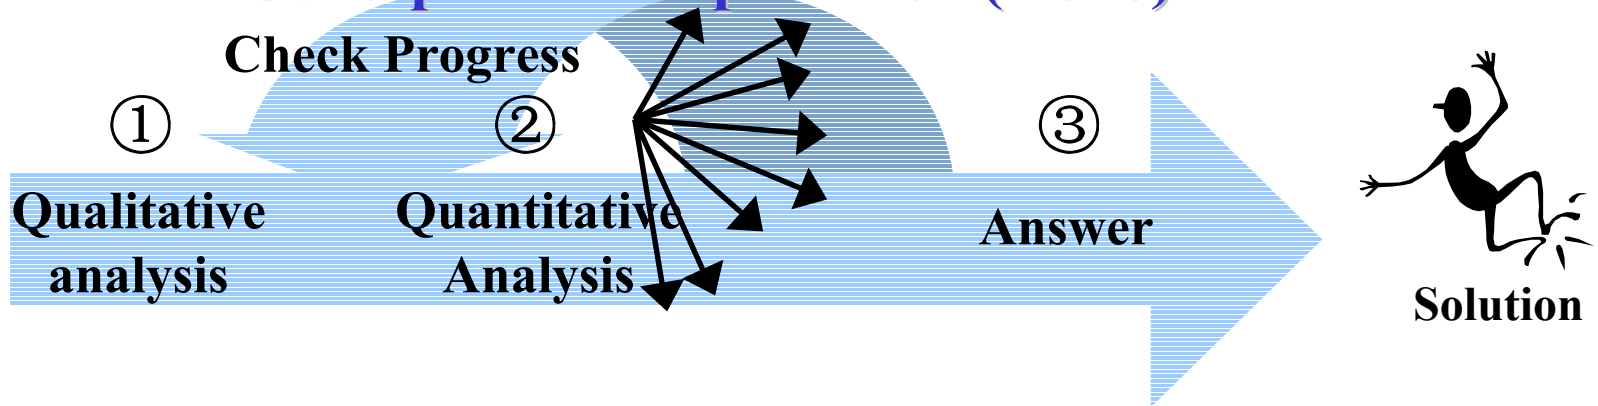 Check Progress
① ② ③
Qualitative
analysis
Quantitative
Analysis
Answer
Solution